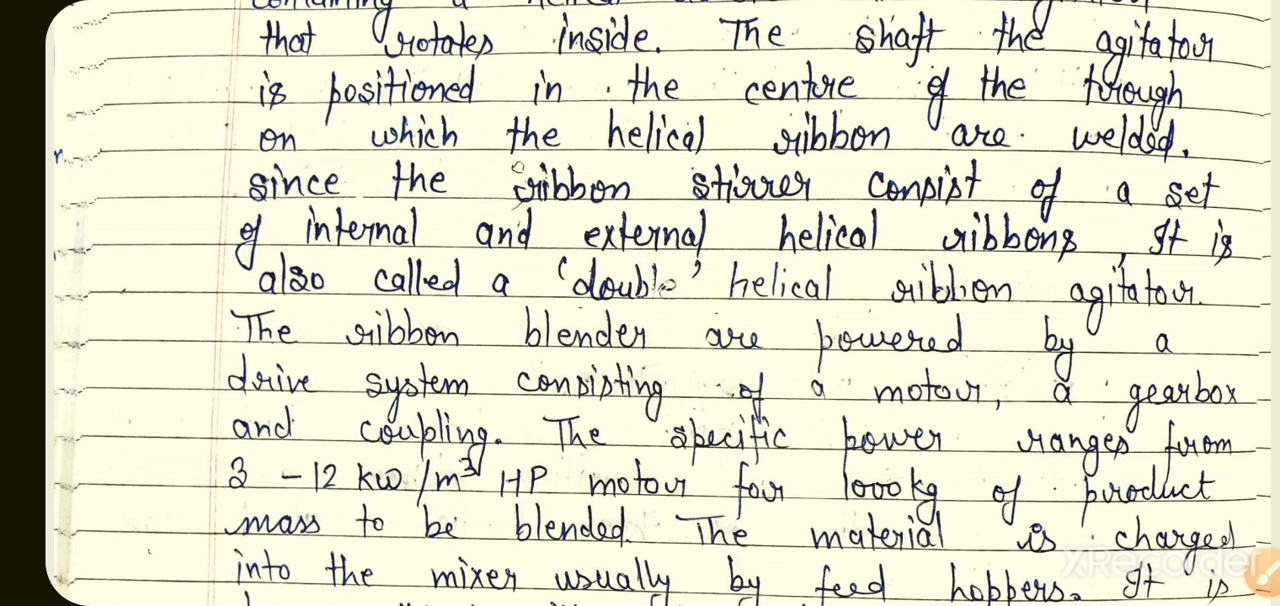 containing a helical
that rotates inside. The shaft the agitator
is positioned in the centre of the trough
on which the helical ribbon are welded.
since the ribbon stirrer consist of a set
of internal and external helical ribbons, It is
also called a 'double' helical ribbon agitator.
The ribbon blender are powered by a
drive system consisting of a motor, a gearbox
and coupling. The specific power ranges from
3 - 12 kw/m³ HP motor for 1000kg of product
mass to be blended. The material is charged
into the mixer usually by feed hoppers. It is
XRecorder